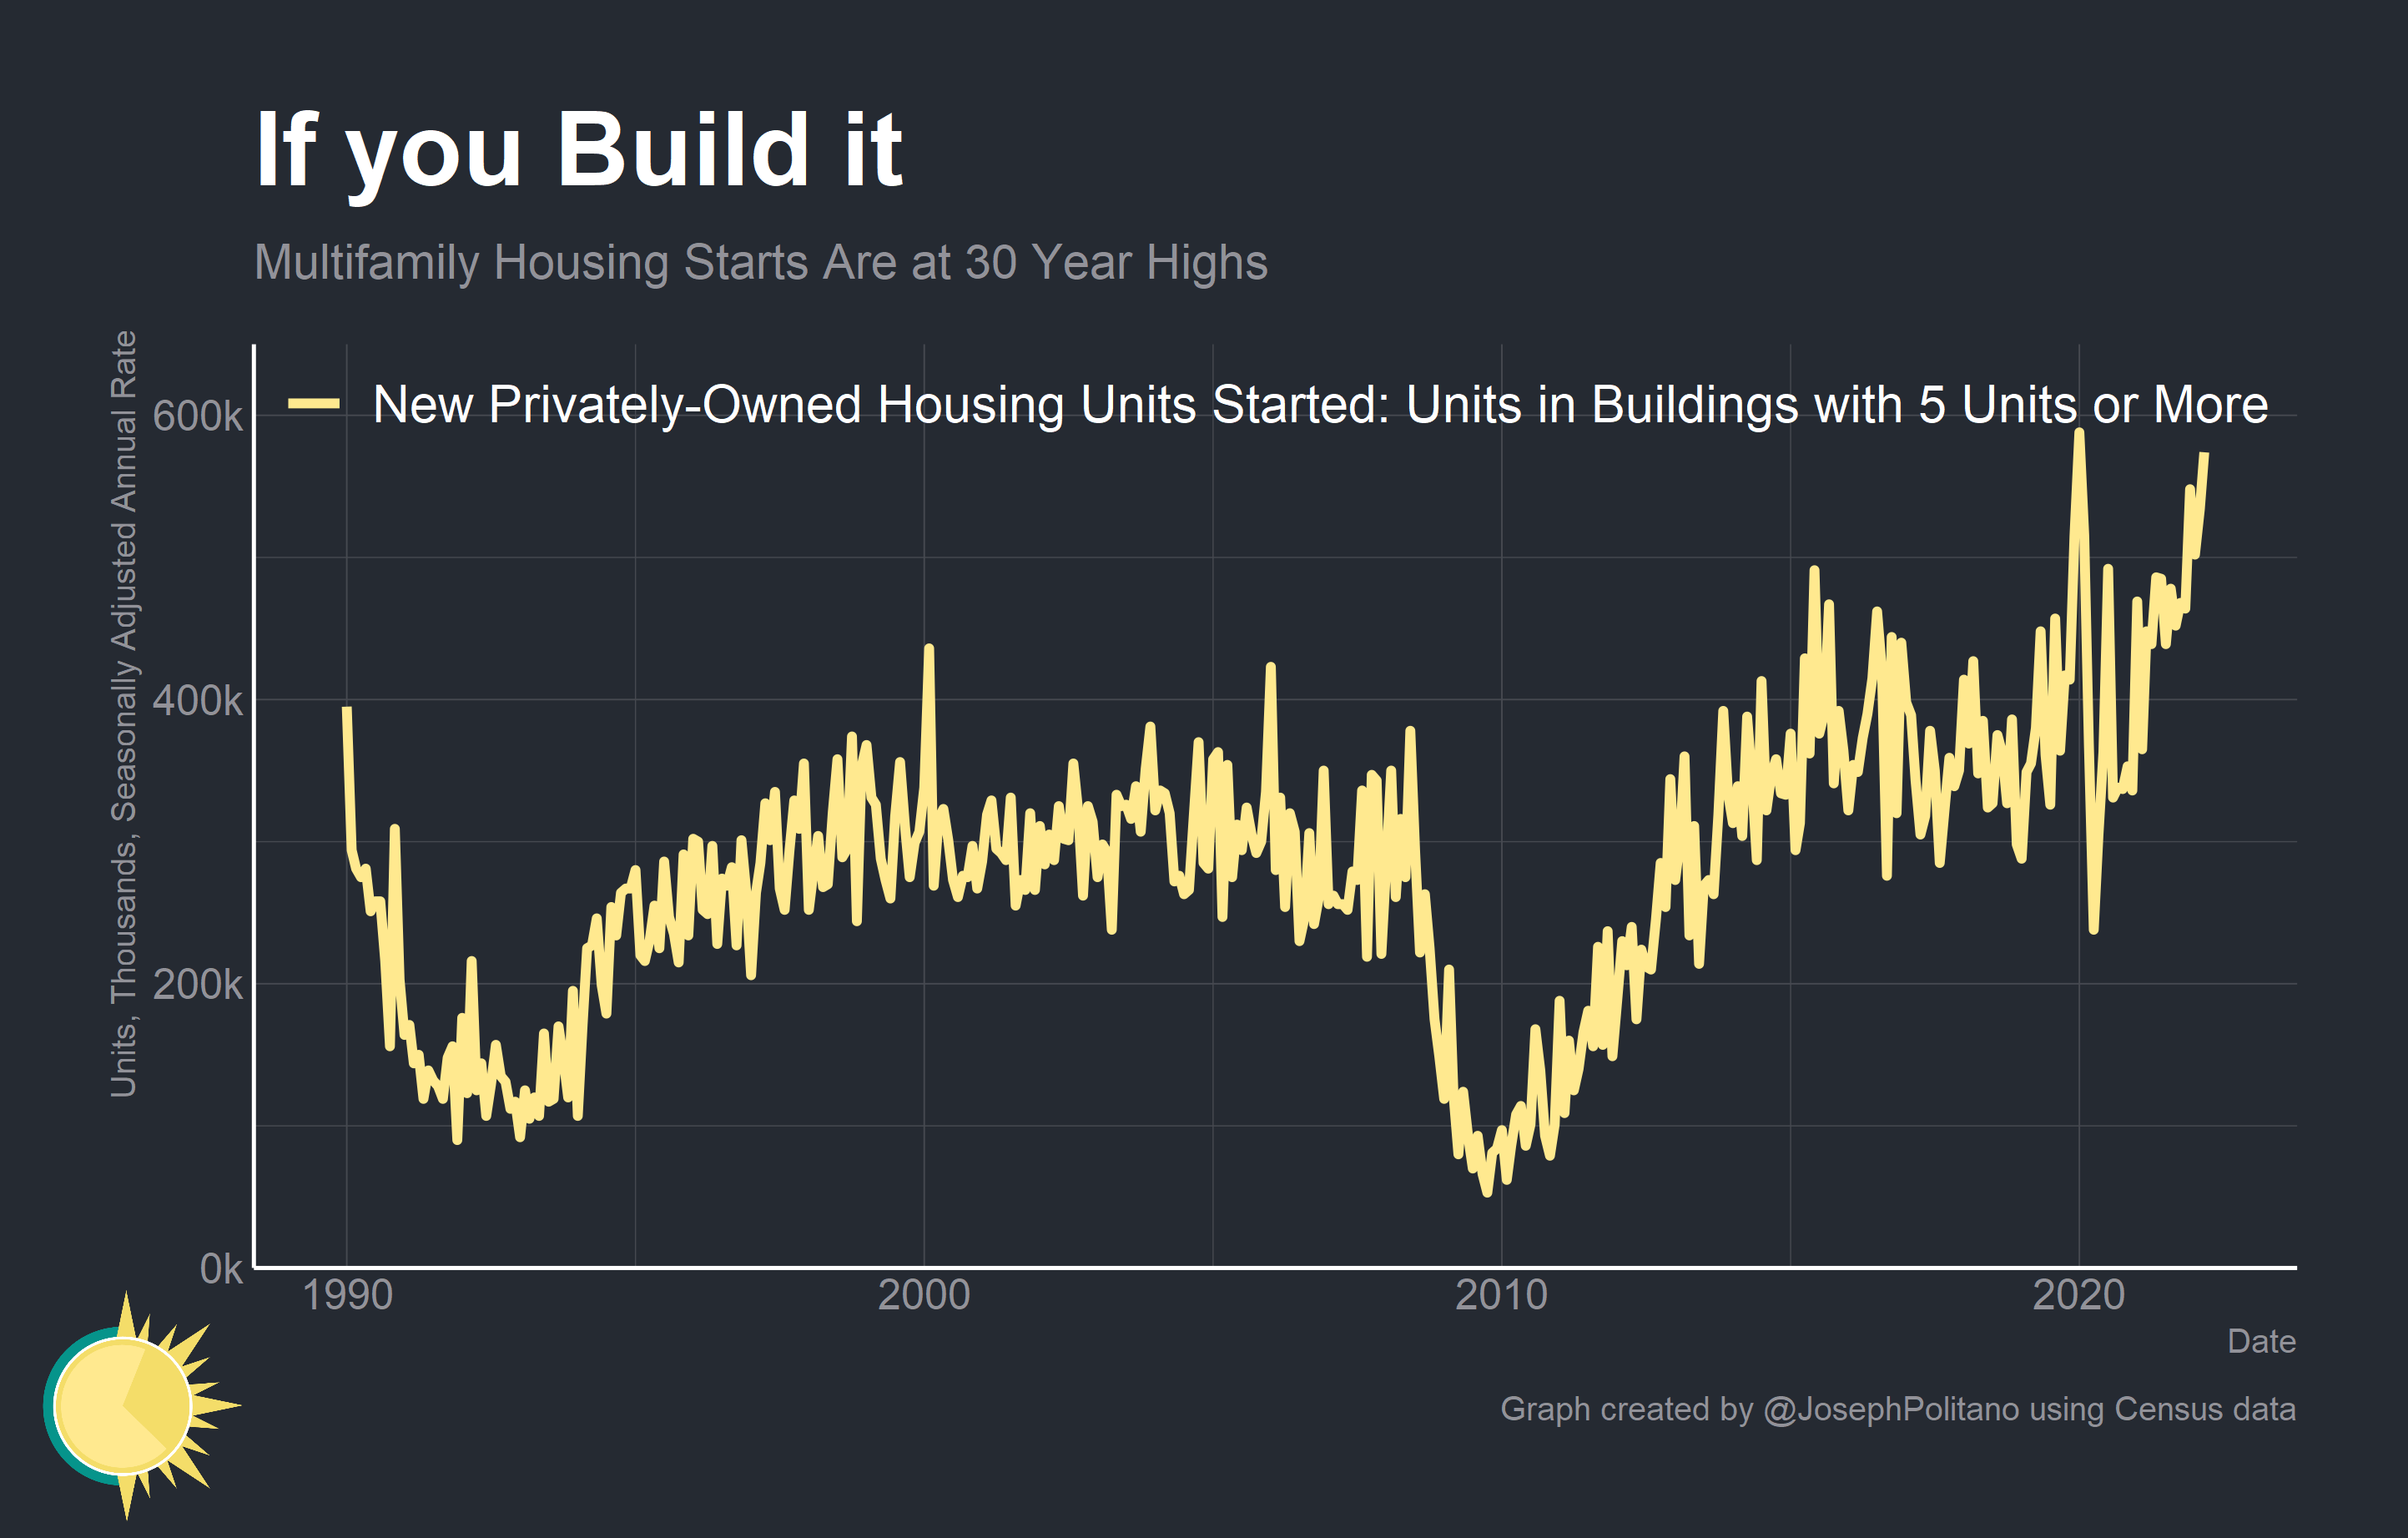 If you Build it
Multifamily Housing Starts Are at 30 Year Highs
Units, Thousands, Seasonally Adjusted Annual Rate
New Privately-Owned Housing Units Started: Units in Buildings with 5 Units or More
600k
400k
200k
0k
1990 2000 2010 2020
Date
Graph created by @JosephPolitano using Census data